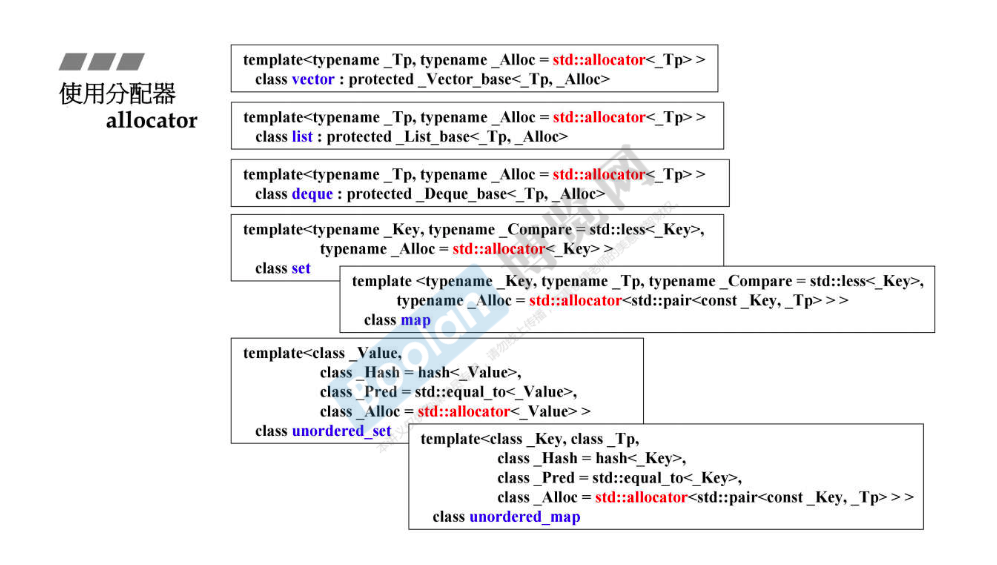 使用分配器
allocator
template<typename _Tp, typename _Alloc = std::allocator<_Tp> >
class vector : protected _Vector_base<_Tp, _Alloc>
template<typename _Tp, typename _Alloc = std::allocator<_Tp> >
class list : protected _List_base<_Tp, _Alloc>
template<typename _Tp, typename _Alloc = std::allocator<_Tp> >
class deque : protected _Deque_base<_Tp, _Alloc>
template<typename _Key, typename _Compare = std::less<_Key>,
typename _Alloc = std::allocator<_Key> >
class set
template <typename _Key, typename _Tp, typename _Compare = std::less<_Key>,
typename _Alloc = std::allocator<std::pair<const _Key, _Tp> > >
class map
template<class _Value,
class _Hash = hash<_Value>,
class _Pred = std::equal_to<_Value>,
class _Alloc = std::allocator<_Value> >
class unordered_set
template<class _Key, class _Tp,
class _Hash = hash<_Key>,
class _Pred = std::equal_to<_Key>,
class _Alloc = std::allocator<std::pair<const _Key, _Tp> > >
class unordered_map
Boolan
博览网